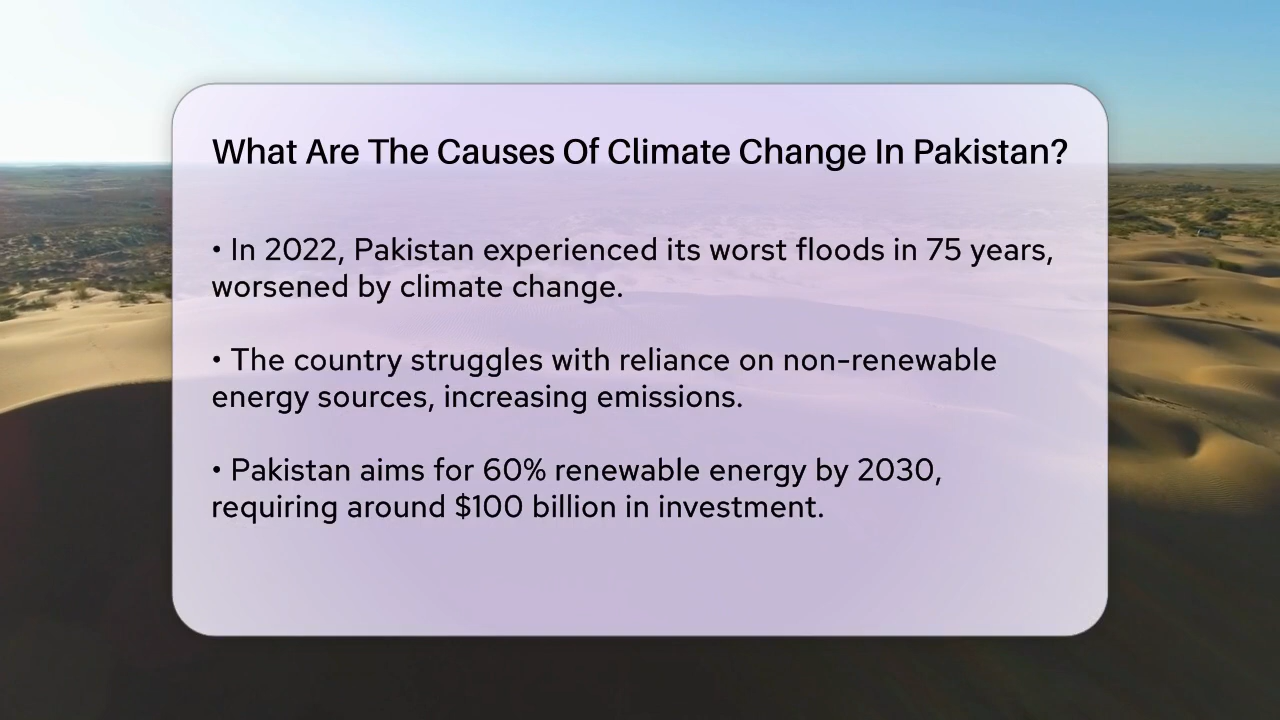 What Are The Causes Of Climate Change In Pakistan?
• In 2022, Pakistan experienced its worst floods in 75 years,
worsened by climate change.
• The country struggles with reliance on non-renewable
energy sources, increasing emissions.
• Pakistan aims for 60% renewable energy by 2030,
requiring around $100 billion in investment.